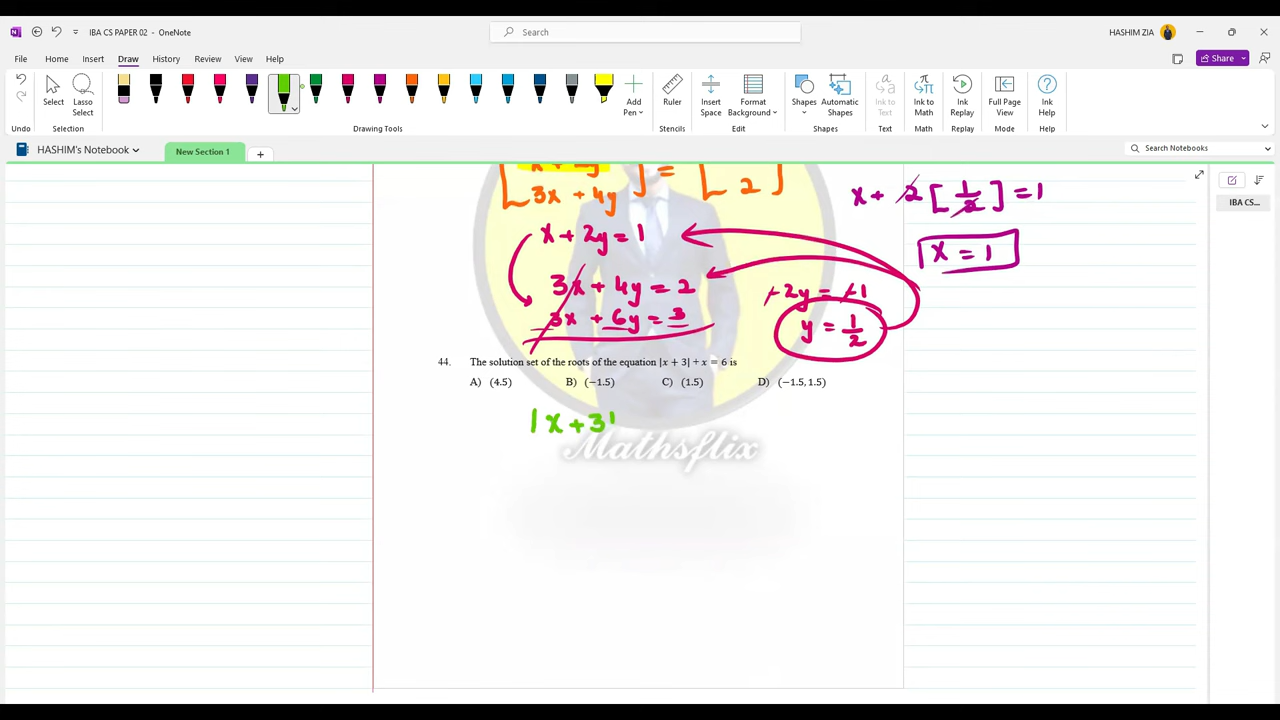 IBA CS PAPER 02 - OneNote
Search
HASHIM ZIA
File Home Insert Draw History Review View Help
Share
Select
Lasso Select
Add Pen
Ruler
Insert Space
Format Background
Shapes
Automatic Shapes
Ink to Text
Ink to Math
Ink Replay
Full Page View
Ink Help
Undo
Selection
Drawing Tools
Stencils
Edit
Shapes
Text
Math
Replay
Mode
Help
HASHIM's Notebook
New Section 1
Search Notebooks
IBA CS...
3x + 4y = 2
x + 2y = 1
3x + 4y = 2
3x + 6y = 3
x + 2 [ 1/2 ] = 1
x = 1
-2y = -1
y = 1/2
44. The solution set of the roots of the equation |x + 3| + x = 6 is
A) (4.5) B) (−1.5) C) (1.5) D) (−1.5, 1.5)
|x + 3|
Mathsflix